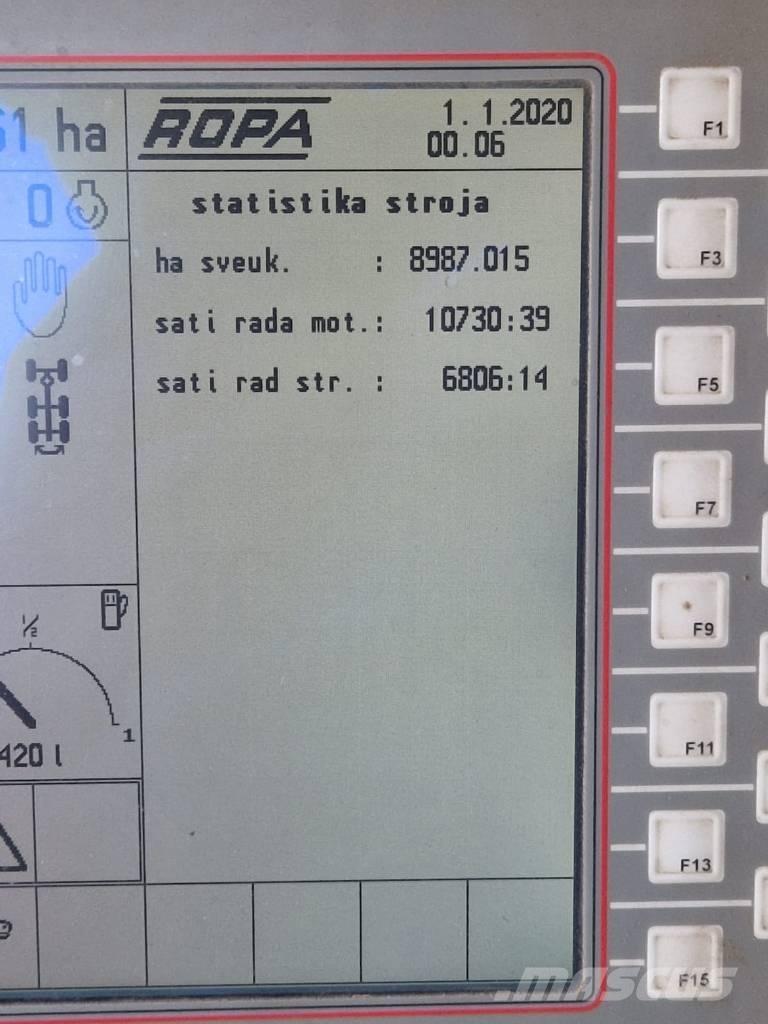 ha
ROPA
1. 1.2020
00.06
0
statistika stroja
ha sveuk. : 8987.015
sati rada mot.: 10730:39
sati rad str. : 6806:14
1/2
1
420 l
F1
F3
F5
F7
F9
F11
F13
F15
mascus